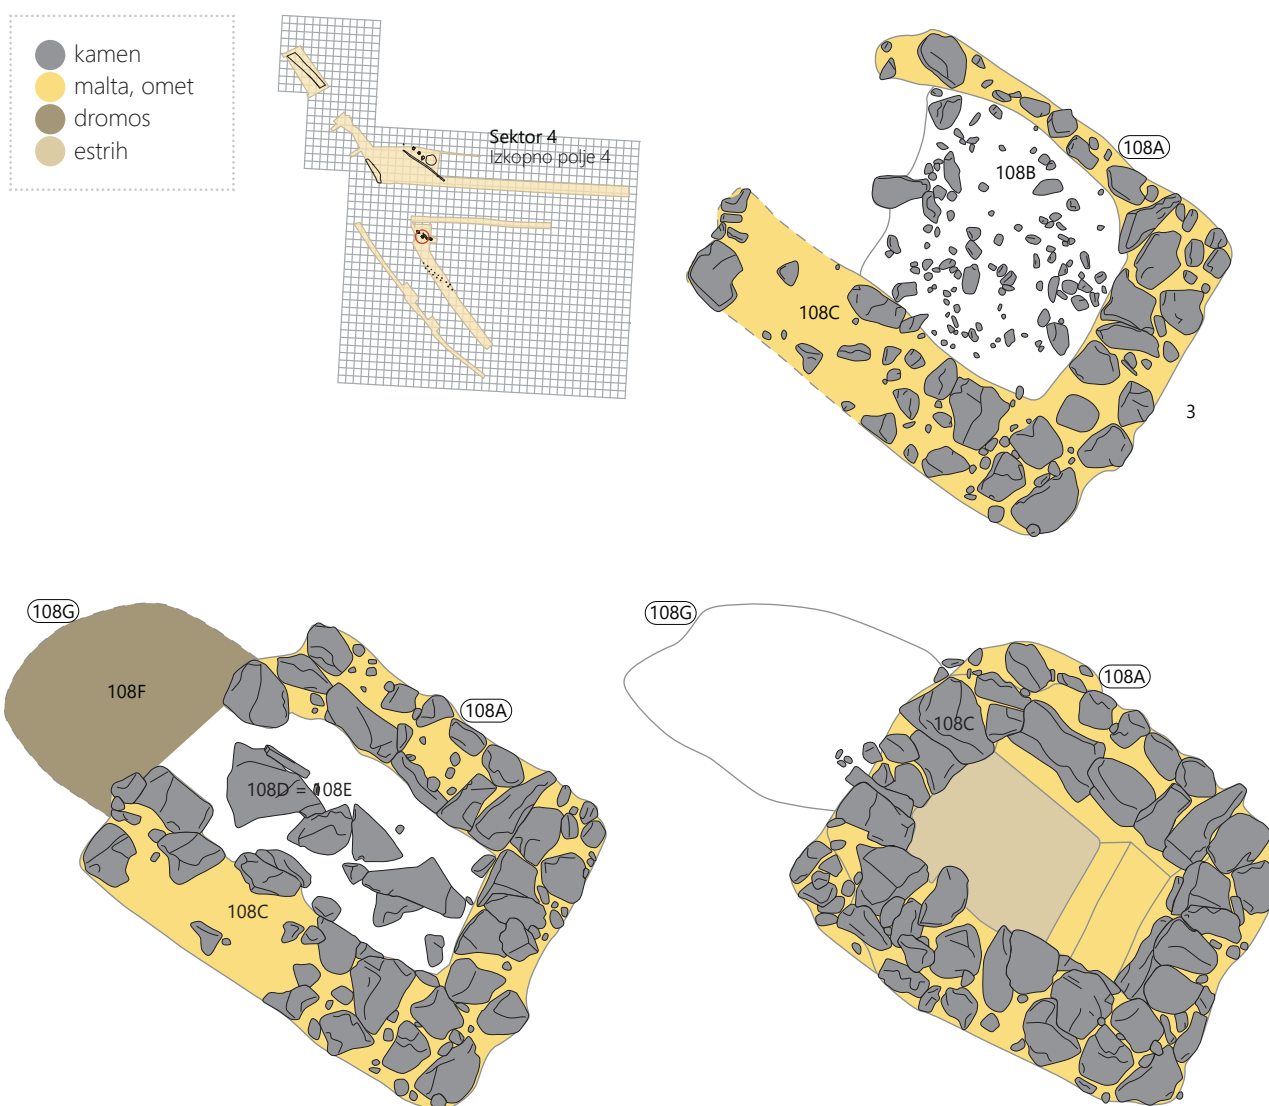 kamen
malta, omet
dromos
estrih
Sektor 4
Izkopno polje 4
108A
108B
108C
3
108G
108F
108A
108D = 108E
108C
108G
108A
108C